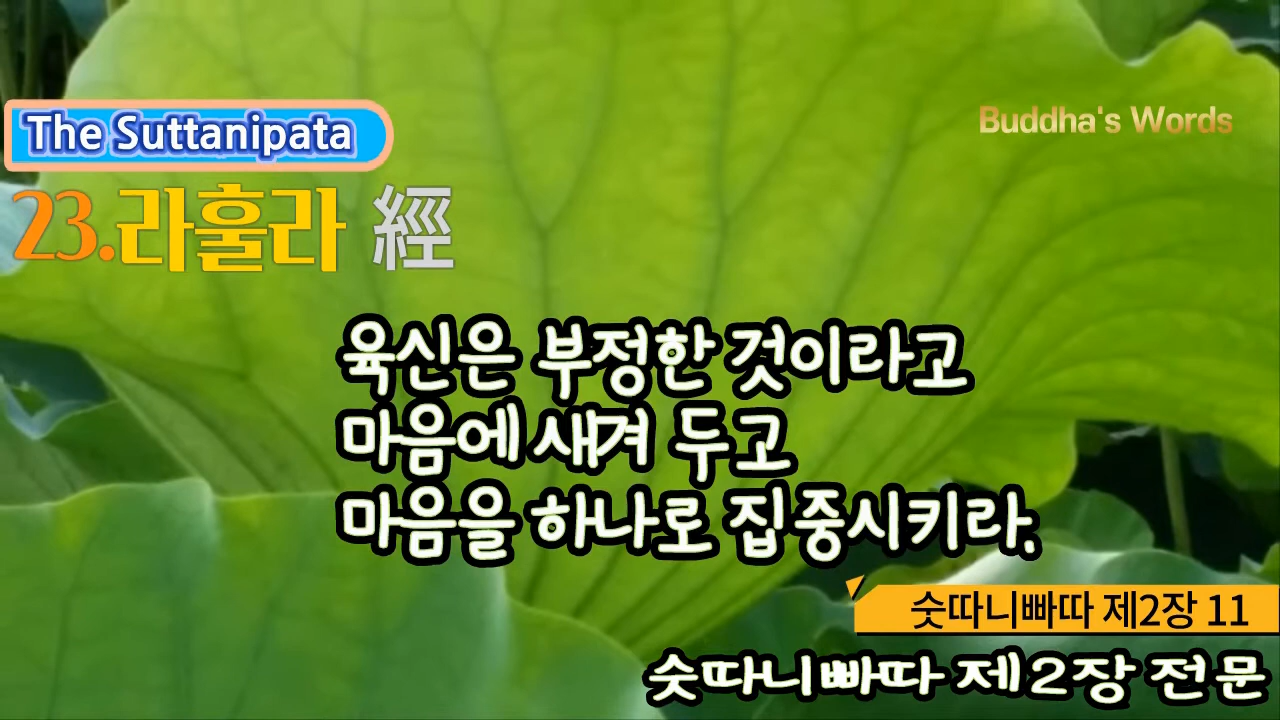 The Suttanipata
Buddha's Words
23.라훌라 經
육신은 부정한 것이라고
마음에 새겨 두고
마음을 하나로 집중시키라.
숫따니빠따 제2장 11
숫따니빠따 제2장 전문